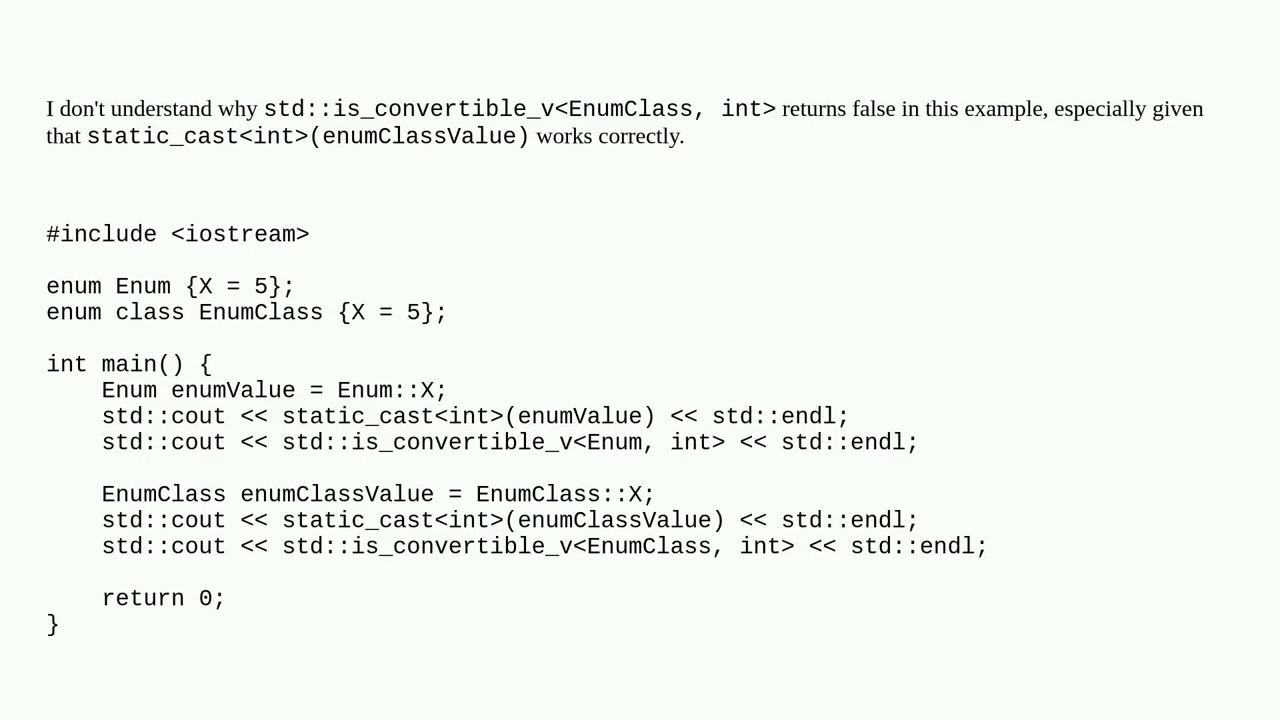 I don't understand why std::is_convertible_v<EnumClass, int> returns false in this example, especially given
that static_cast<int>(enumClassValue) works correctly.
#include <iostream>
enum Enum {X = 5};
enum class EnumClass {X = 5};
int main() {
    Enum enumValue = Enum::X;
    std::cout << static_cast<int>(enumValue) << std::endl;
    std::cout << std::is_convertible_v<Enum, int> << std::endl;
    EnumClass enumClassValue = EnumClass::X;
    std::cout << static_cast<int>(enumClassValue) << std::endl;
    std::cout << std::is_convertible_v<EnumClass, int> << std::endl;
    return 0;
}